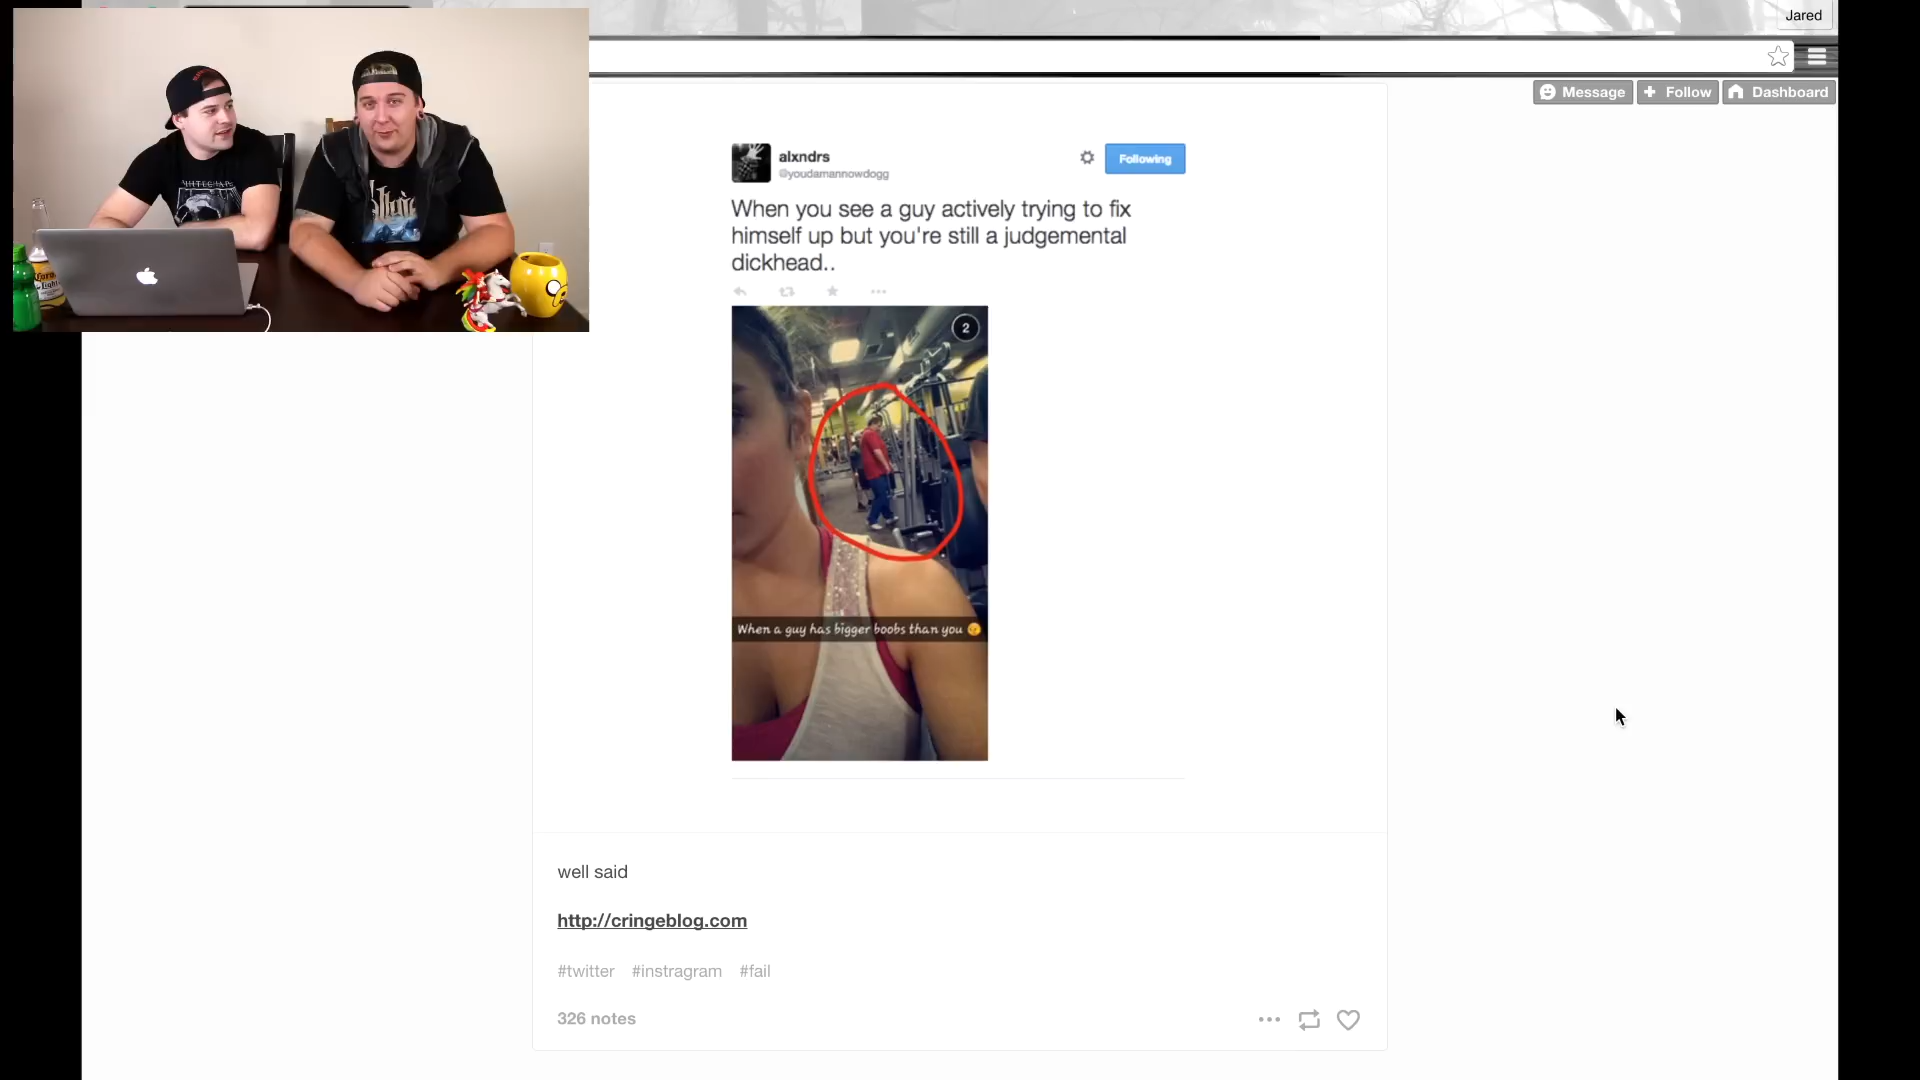 Jared
Message
Follow
Dashboard
alxndrs
@youdamannowdogg
Following
When you see a guy actively trying to fix
himself up but you're still a judgemental
dickhead..
2
When a guy has bigger boobs than you
well said
http://cringeblog.com
#twitter #instragram #fail
326 notes